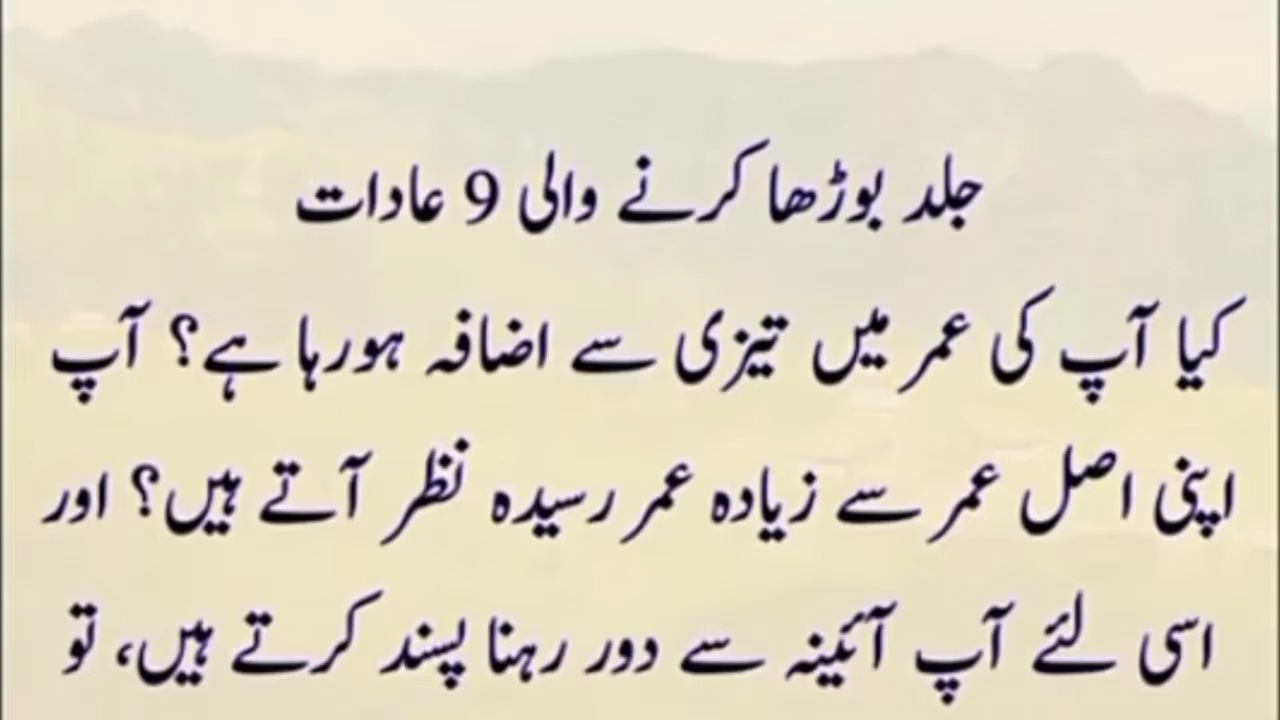 جلد بوڑھا کرنے والی 9 عادات
کیا آپ کی عمر میں تیزی سے اضافہ ہورہا ہے؟ آپ
اپنی اصل عمر سے زیادہ عمر رسیدہ نظر آتے ہیں؟ اور
اسی لئے آپ آئینہ سے دور رہنا پسند کرتے ہیں، تو